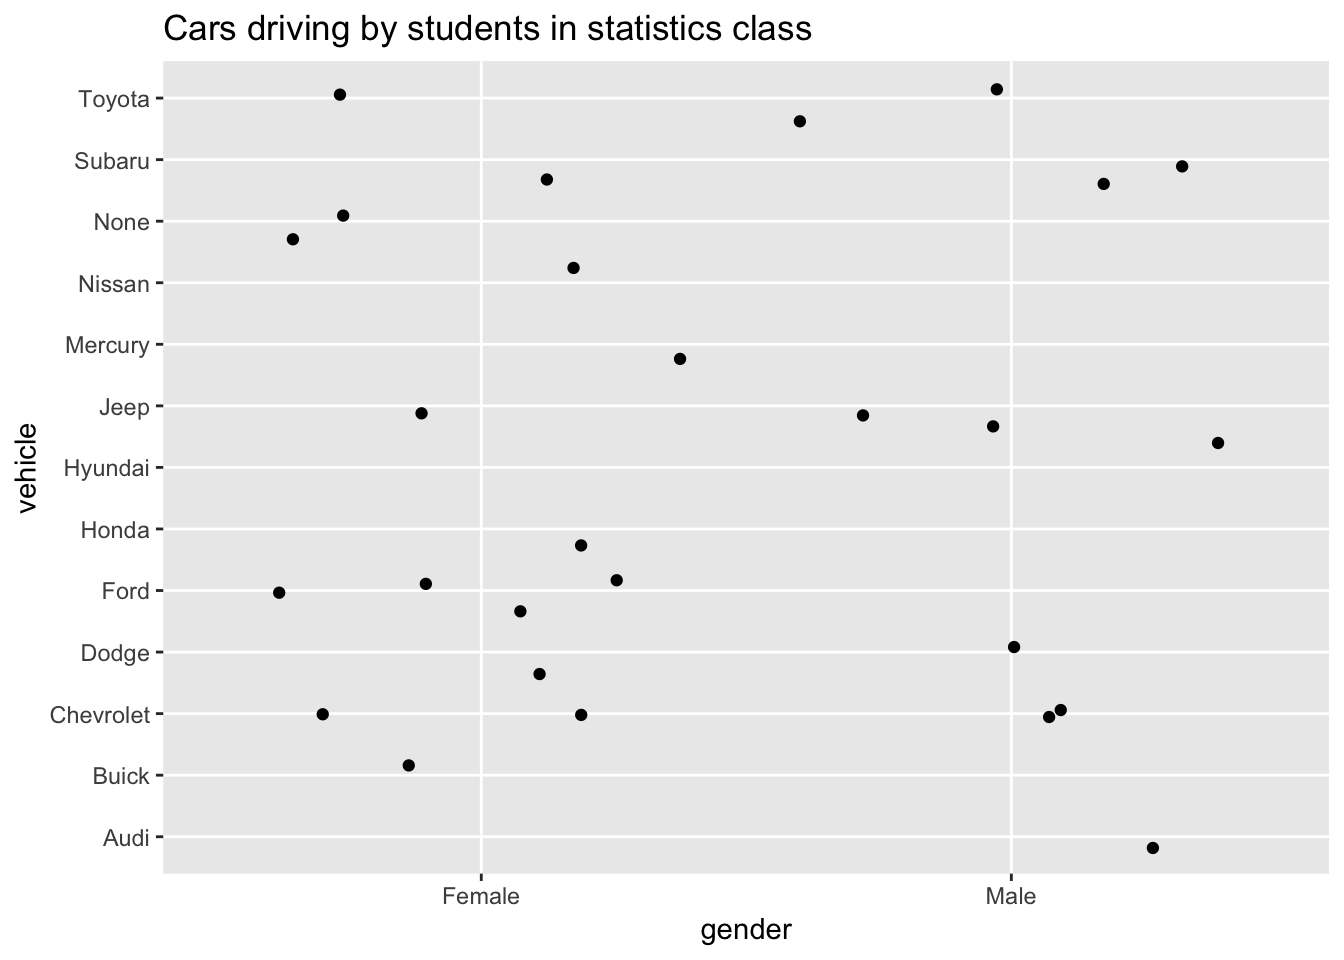 Cars driving by students in statistics class
Toyota
Subaru
None
Nissan
Mercury
Jeep
Hyundai
Honda
Ford
Dodge
Chevrolet
Buick
Audi
vehicle
Female
Male
gender